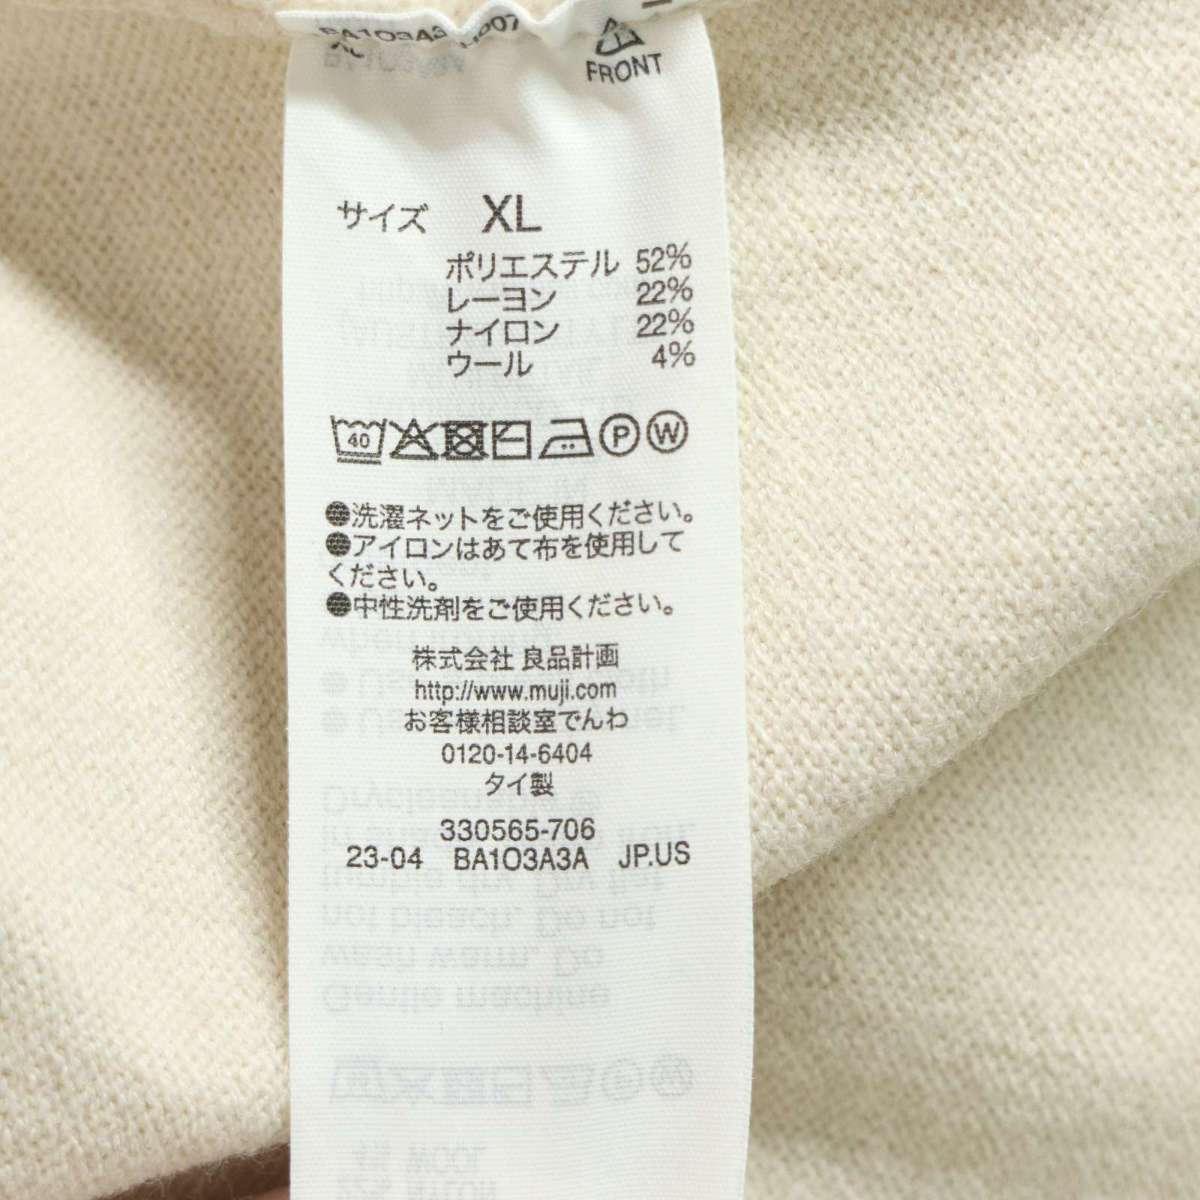 FRONT
サイズ XL
ポリエステル 52%
レーヨン 22%
ナイロン 22%
ウール 4%
40 P W
●洗濯ネットをご使用ください。
●アイロンはあて布を使用して
ください。
●中性洗剤をご使用ください。
株式会社 良品計画
http://www.muji.com
お客様相談室でんわ
0120-14-6404
タイ製
330565-706
23-04 BA1O3A3A JP.US